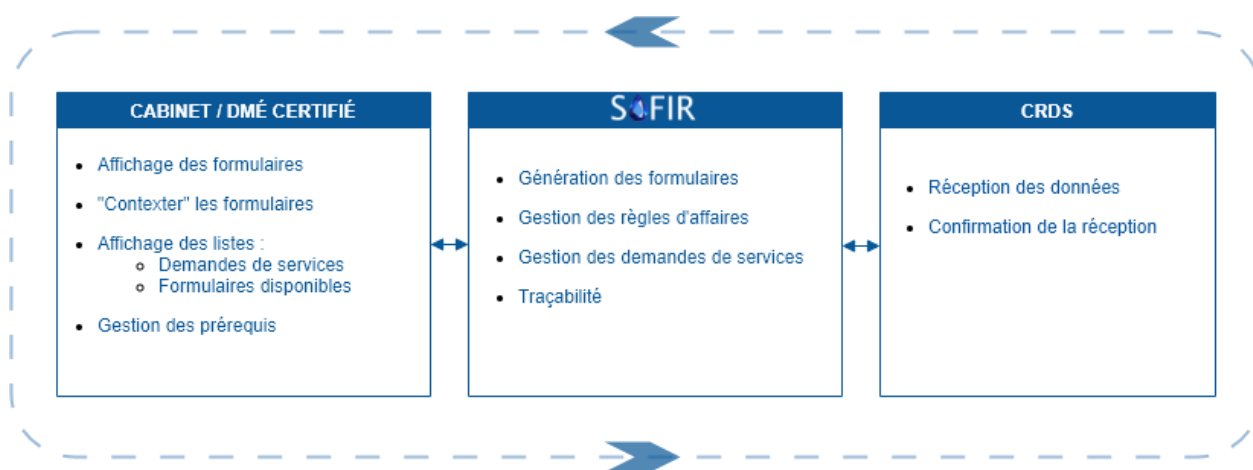 CABINET / DMÉ CERTIFIÉ
Affichage des formulaires
"Contexter" les formulaires
Affichage des listes :
Demandes de services
Formulaires disponibles
Gestion des prérequis
SOFIR
Génération des formulaires
Gestion des règles d'affaires
Gestion des demandes de services
Traçabilité
CRDS
Réception des données
Confirmation de la réception